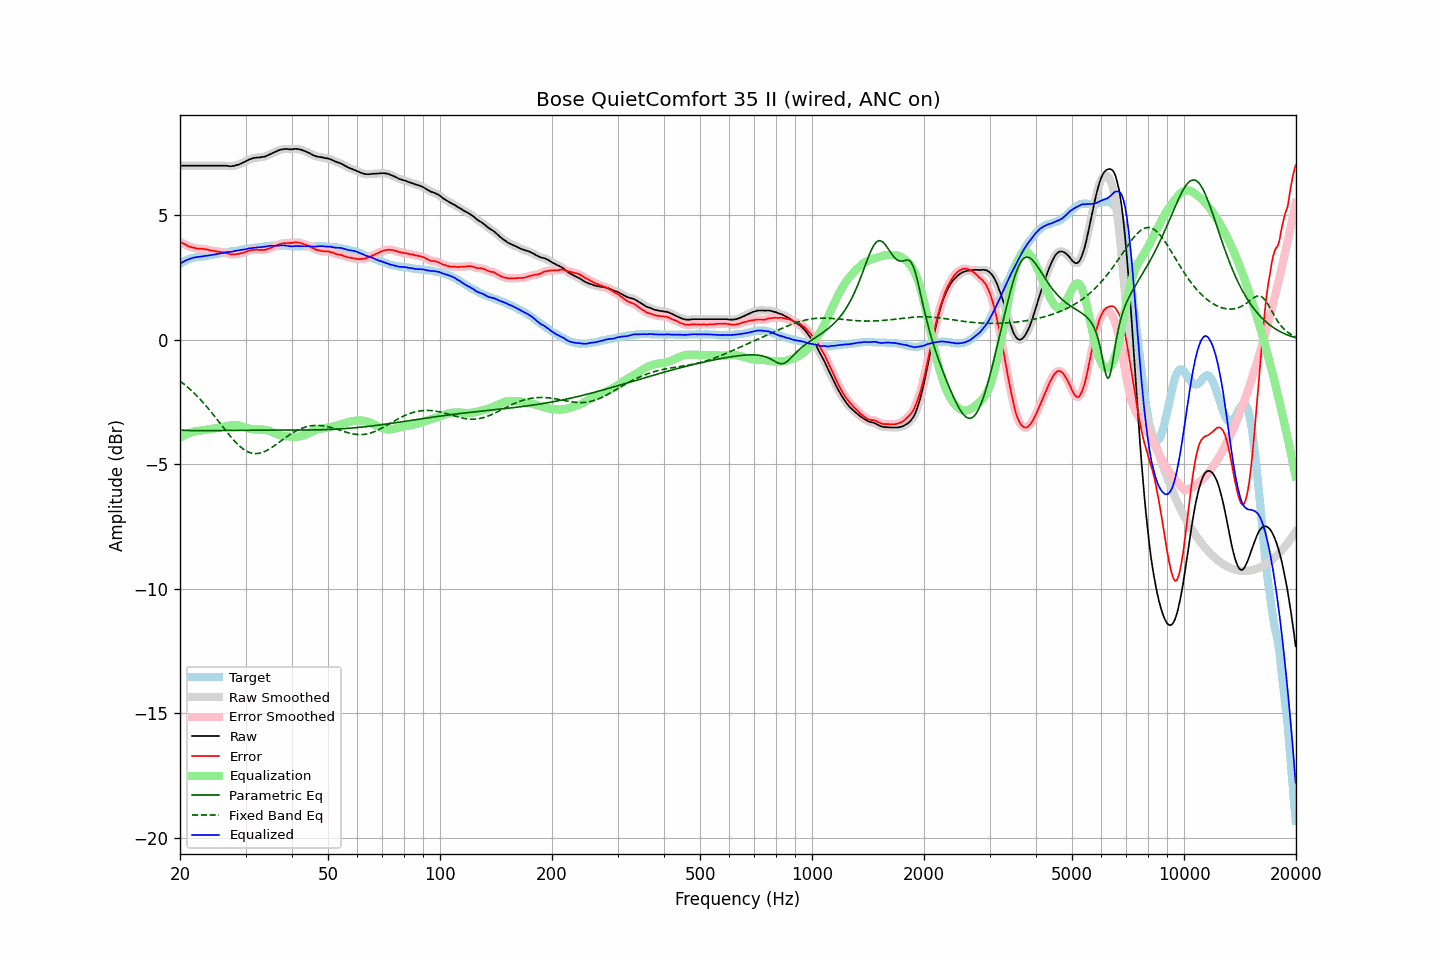 Bose QuietComfort 35 II (wired, ANC on)
Amplitude (dBr)
5
0
−5
−10
−15
−20
Target
Raw Smoothed
Error Smoothed
Raw
Error
Equalization
Parametric Eq
Fixed Band Eq
Equalized
20 50 100 200 500 1000 2000 5000 10000 20000
Frequency (Hz)